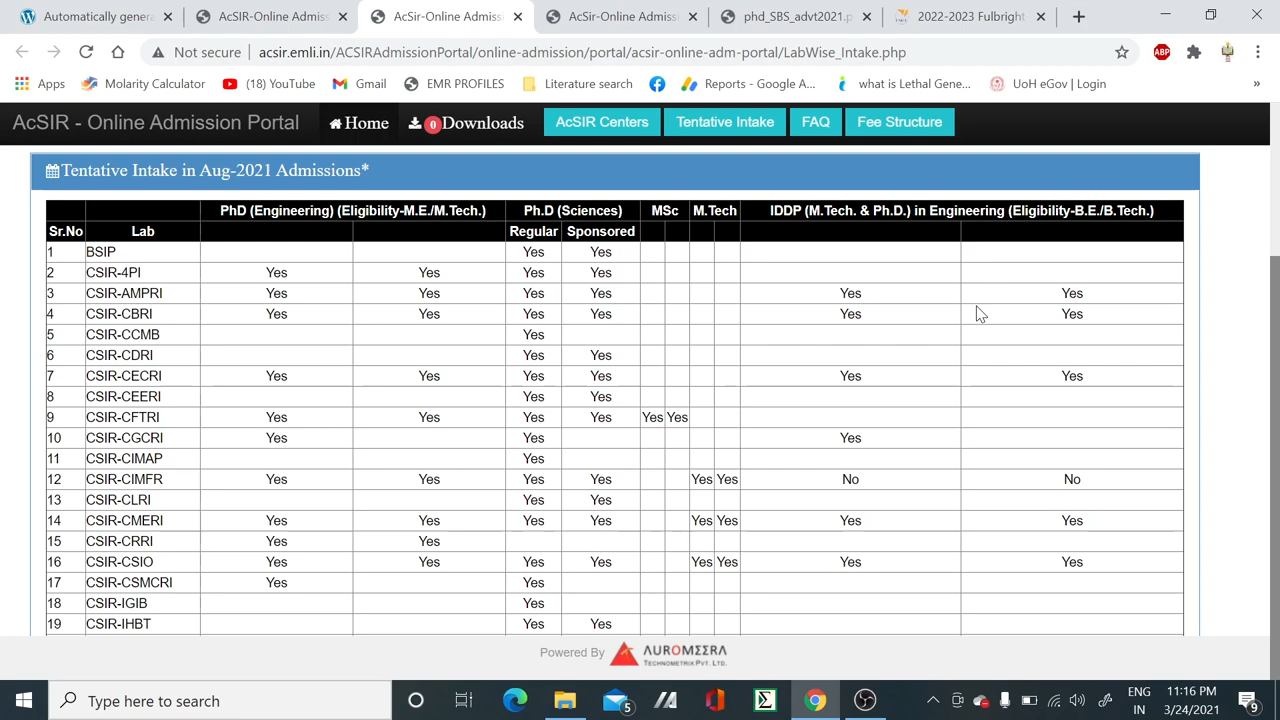 Automatically genera
AcSIR-Online Admiss
AcSir-Online Admiss
AcSir-Online Admiss
phd_SBS_advt2021.p
2022-2023 Fulbright
Not secure acsir.emli.in/ACSIRAdmissionPortal/online-admission/portal/acsir-online-adm-portal/LabWise_Intake.php
ABP
Apps Molarity Calculator (18) YouTube Gmail EMR PROFILES Literature search Reports - Google A... what is Lethal Gene... UoH eGov | Login »
AcSIR - Online Admission Portal Home 0 Downloads AcSIR Centers Tentative Intake FAQ Fee Structure
Tentative Intake in Aug-2021 Admissions*
PhD (Engineering) (Eligibility-M.E./M.Tech.) Ph.D (Sciences) MSc M.Tech IDDP (M.Tech. & Ph.D.) in Engineering (Eligibility-B.E./B.Tech.)
Sr.No Lab Regular Sponsored
1 BSIP Yes Yes
2 CSIR-4PI Yes Yes Yes Yes
3 CSIR-AMPRI Yes Yes Yes Yes Yes Yes
4 CSIR-CBRI Yes Yes Yes Yes Yes Yes
5 CSIR-CCMB Yes
6 CSIR-CDRI Yes Yes
7 CSIR-CECRI Yes Yes Yes Yes Yes Yes
8 CSIR-CEERI Yes Yes
9 CSIR-CFTRI Yes Yes Yes Yes Yes Yes
10 CSIR-CGCRI Yes Yes Yes
11 CSIR-CIMAP Yes
12 CSIR-CIMFR Yes Yes Yes Yes Yes Yes No No
13 CSIR-CLRI Yes Yes
14 CSIR-CMERI Yes Yes Yes Yes Yes Yes Yes Yes
15 CSIR-CRRI Yes Yes
16 CSIR-CSIO Yes Yes Yes Yes Yes Yes Yes Yes
17 CSIR-CSMCRI Yes Yes
18 CSIR-IGIB Yes
19 CSIR-IHBT Yes Yes
Powered By AUROMEERA
TECHNOMETRIX PVT. LTD.
Type here to search
5
ENG
IN
11:16 PM
3/24/2021
9